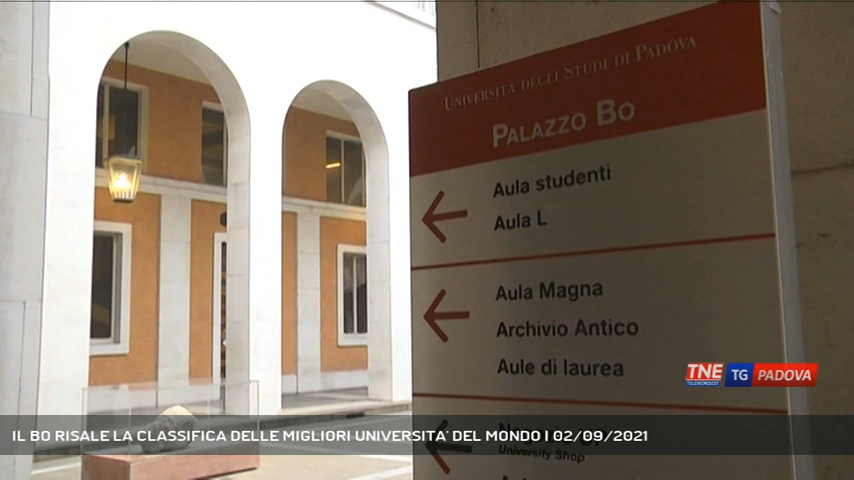 UNIVERSITÀ DEGLI STUDI DI PADOVA
PALAZZO BO
Aula studenti
Aula L
Aula Magna
Archivio Antico
Aule di laurea
University Shop
TNE
TELENORDEST
TG
PADOVA
IL BO RISALE LA CLASSIFICA DELLE MIGLIORI UNIVERSITA' DEL MONDO | 02/09/2021